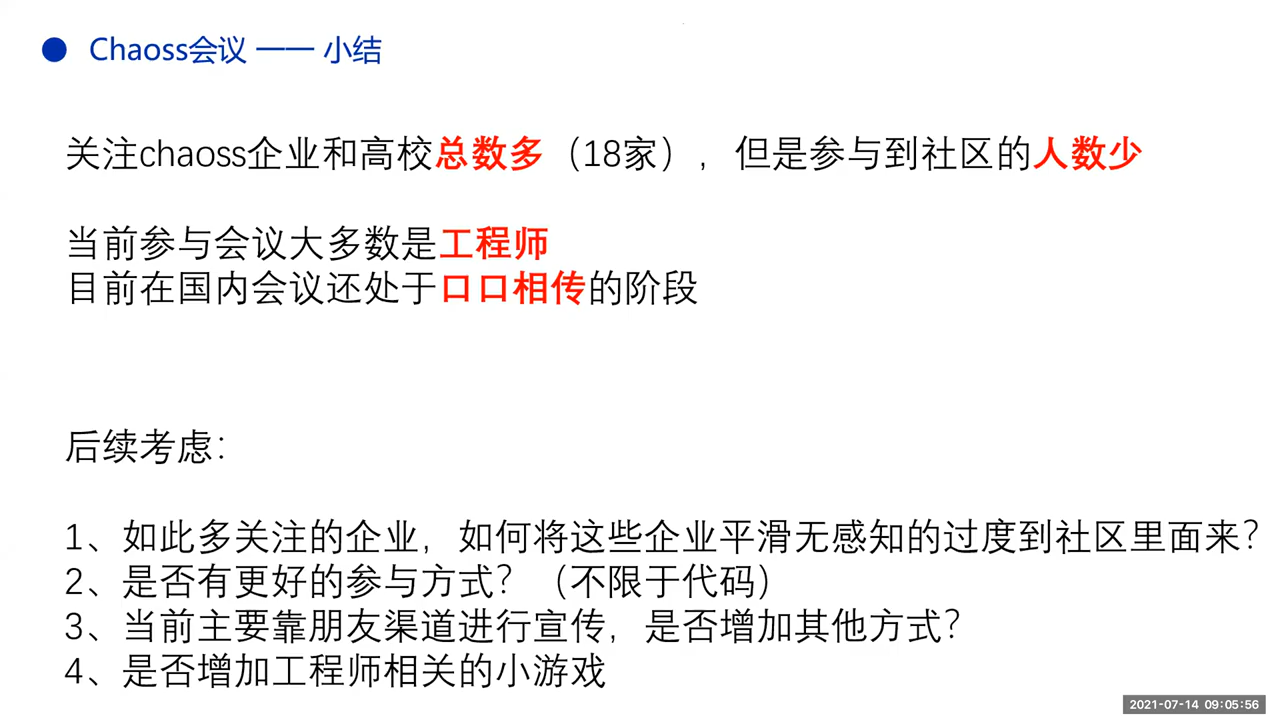 Chaoss会议 —— 小结
关注chaoss企业和高校总数多（18家），但是参与到社区的人数少
当前参与会议大多数是工程师
目前在国内会议还处于口口相传的阶段
后续考虑：
1、如此多关注的企业，如何将这些企业平滑无感知的过度到社区里面来？
2、是否有更好的参与方式？（不限于代码）
3、当前主要靠朋友渠道进行宣传，是否增加其他方式？
4、是否增加工程师相关的小游戏
2021-07-14 09:05:56